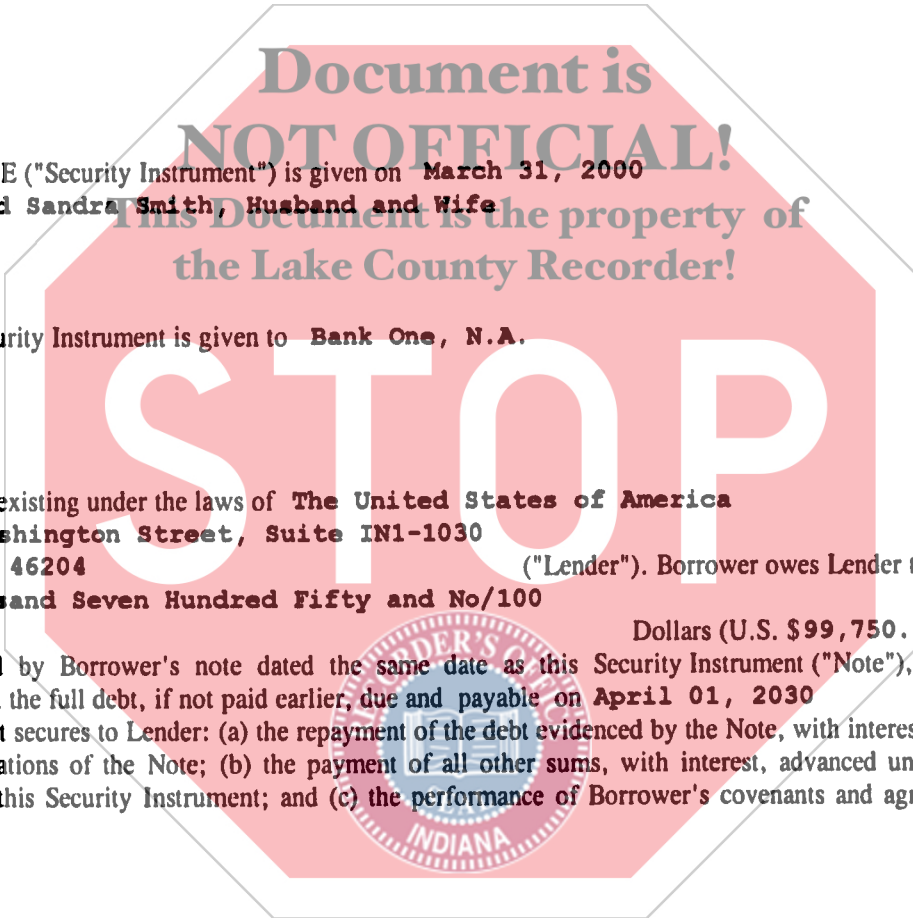 Document is
NOT OFFICIAL!
E ("Security Instrument") is given on March 31, 2000
d Sandra Smith, Husband and Wife
This Document is the property of
the Lake County Recorder!
urity Instrument is given to Bank One, N.A.
STOP
existing under the laws of The United States of America
shington Street, Suite IN1-1030
46204 ("Lender"). Borrower owes Lender t
sand Seven Hundred Fifty and No/100
Dollars (U.S. $99,750.
d by Borrower's note dated the same date as this Security Instrument ("Note"),
the full debt, if not paid earlier, due and payable on April 01, 2030
t secures to Lender: (a) the repayment of the debt evidenced by the Note, with interes
ations of the Note; (b) the payment of all other sums, with interest, advanced un
this Security Instrument; and (c) the performance of Borrower's covenants and agr
RECORDER'S OFFICE
SEAL
INDIANA